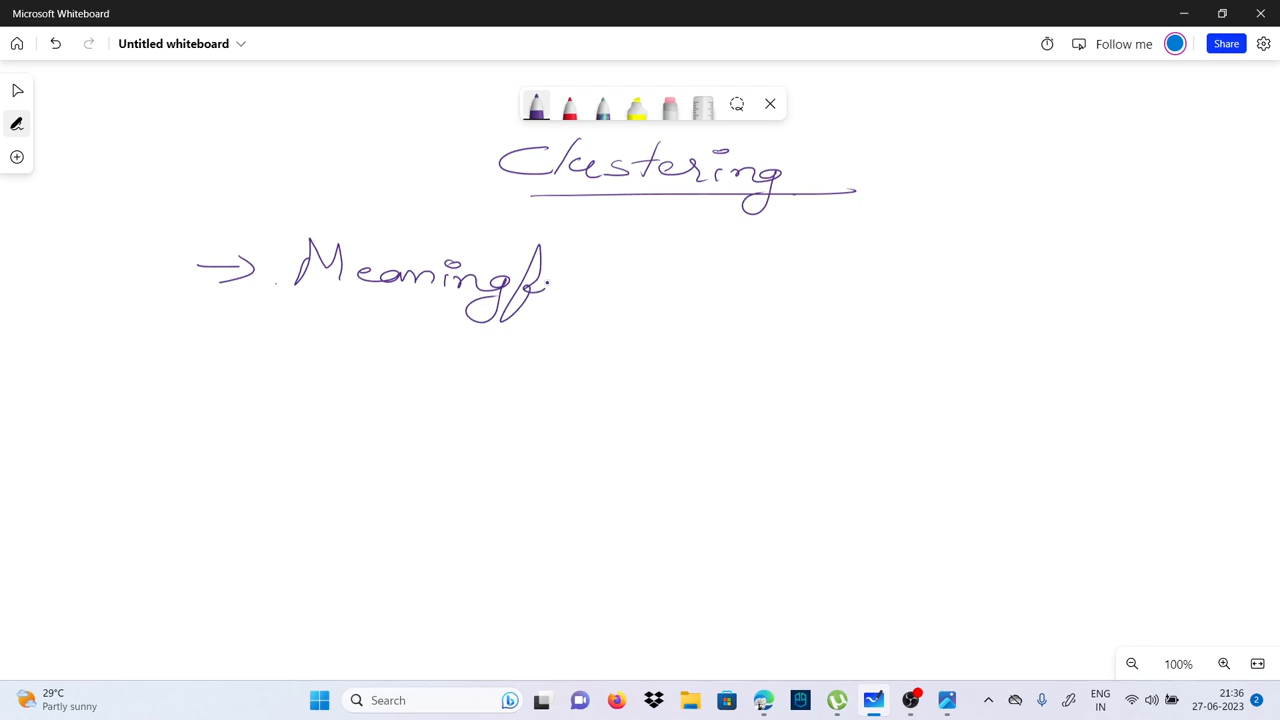 Microsoft Whiteboard
Untitled whiteboard
Follow me
Share
Clustering
→ Meaningf
100%
29°C
Partly sunny
Search
ENG
IN
21:36
27-06-2023
2